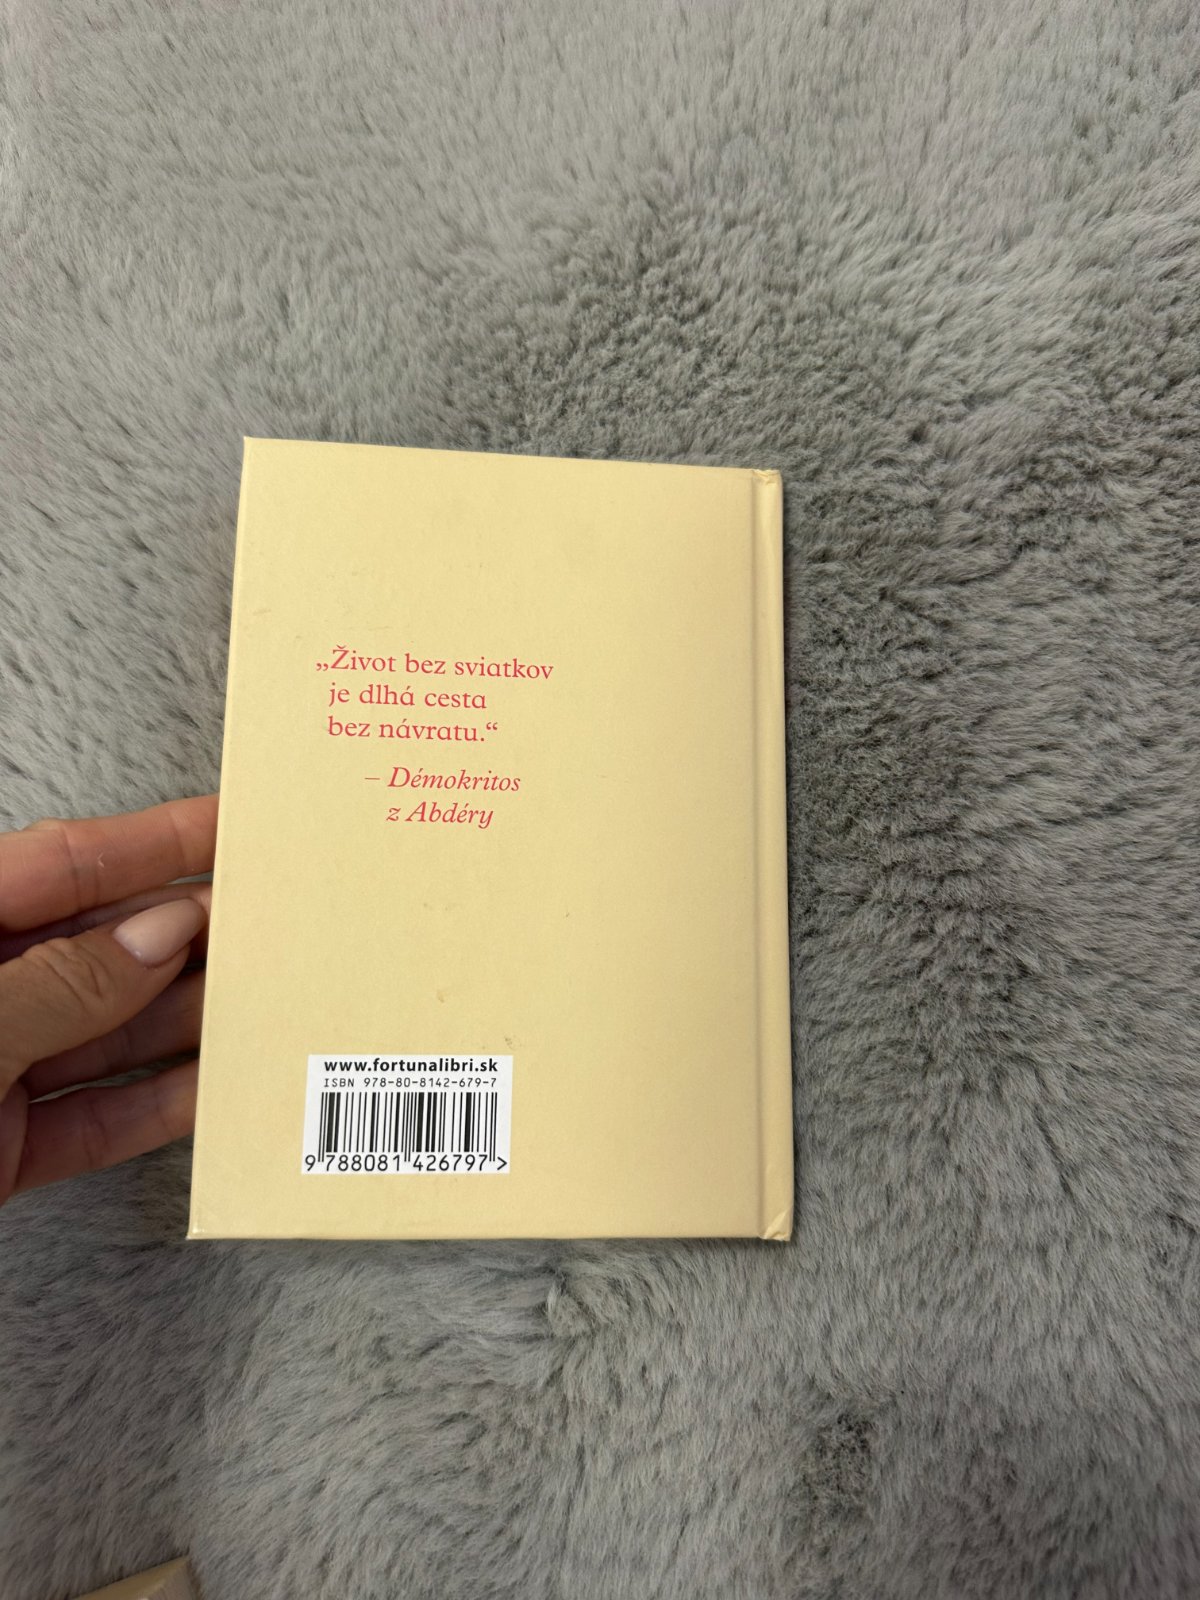 „Život bez sviatkov
je dlhá cesta
bez návratu.“
– Démokritos
z Abdéry
www.fortunalibri.sk
ISBN 978-80-8142-679-7
9 788081 426797 >